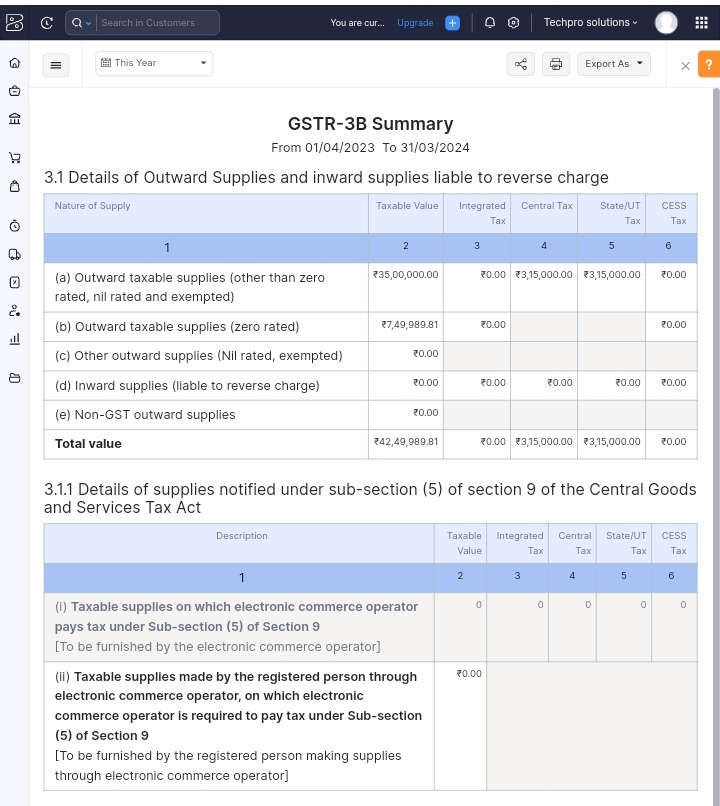 Search in Customers
You are cur...
Upgrade
Techpro solutions
This Year
Export As
?
GSTR-3B Summary
From 01/04/2023 To 31/03/2024
3.1 Details of Outward Supplies and inward supplies liable to reverse charge
Nature of Supply Taxable Value Integrated Tax Central Tax State/UT Tax CESS Tax
1 2 3 4 5 6
(a) Outward taxable supplies (other than zero ₹35,00,000.00 ₹0.00 ₹3,15,000.00 ₹3,15,000.00 ₹0.00
rated, nil rated and exempted)
(b) Outward taxable supplies (zero rated) ₹7,49,989.81 ₹0.00 ₹0.00
(c) Other outward supplies (Nil rated, exempted) ₹0.00
(d) Inward supplies (liable to reverse charge) ₹0.00 ₹0.00 ₹0.00 ₹0.00 ₹0.00
(e) Non-GST outward supplies ₹0.00
Total value ₹42,49,989.81 ₹0.00 ₹3,15,000.00 ₹3,15,000.00 ₹0.00
3.1.1 Details of supplies notified under sub-section (5) of section 9 of the Central Goods
and Services Tax Act
Description Taxable Value Integrated Tax Central Tax State/UT Tax CESS Tax
1 2 3 4 5 6
(i) Taxable supplies on which electronic commerce operator 0 0 0 0 0
pays tax under Sub-section (5) of Section 9
[To be furnished by the electronic commerce operator]
(ii) Taxable supplies made by the registered person through ₹0.00
electronic commerce operator, on which electronic
commerce operator is required to pay tax under Sub-section
(5) of Section 9
[To be furnished by the registered person making supplies
through electronic commerce operator]